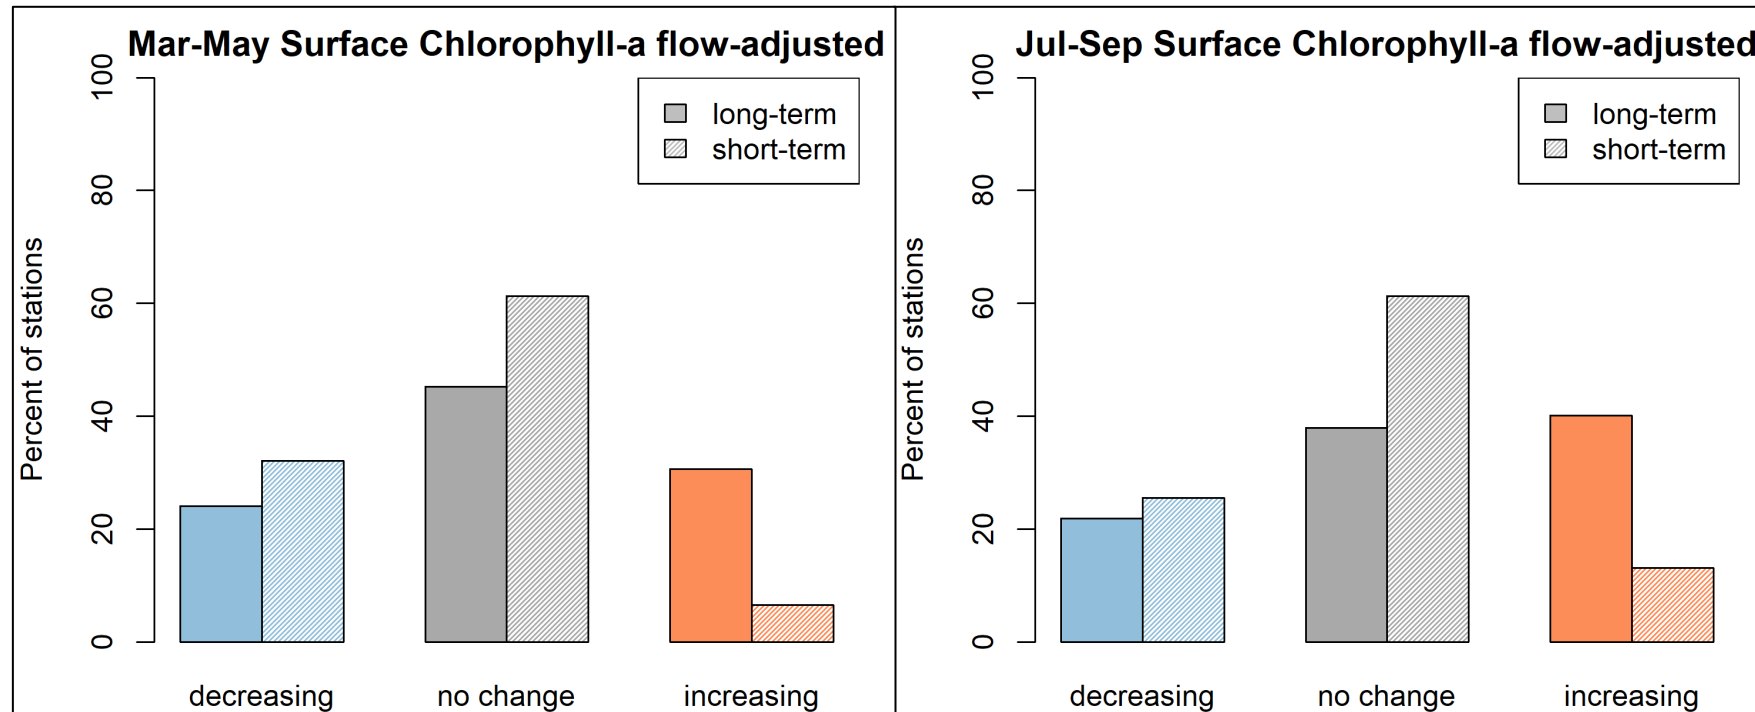 Mar-May Surface Chlorophyll-a flow-adjusted
100
80
60
40
20
0
Percent of stations
long-term
short-term
decreasing
no change
increasing
Jul-Sep Surface Chlorophyll-a flow-adjusted
100
80
60
40
20
0
Percent of stations
long-term
short-term
decreasing
no change
increasing